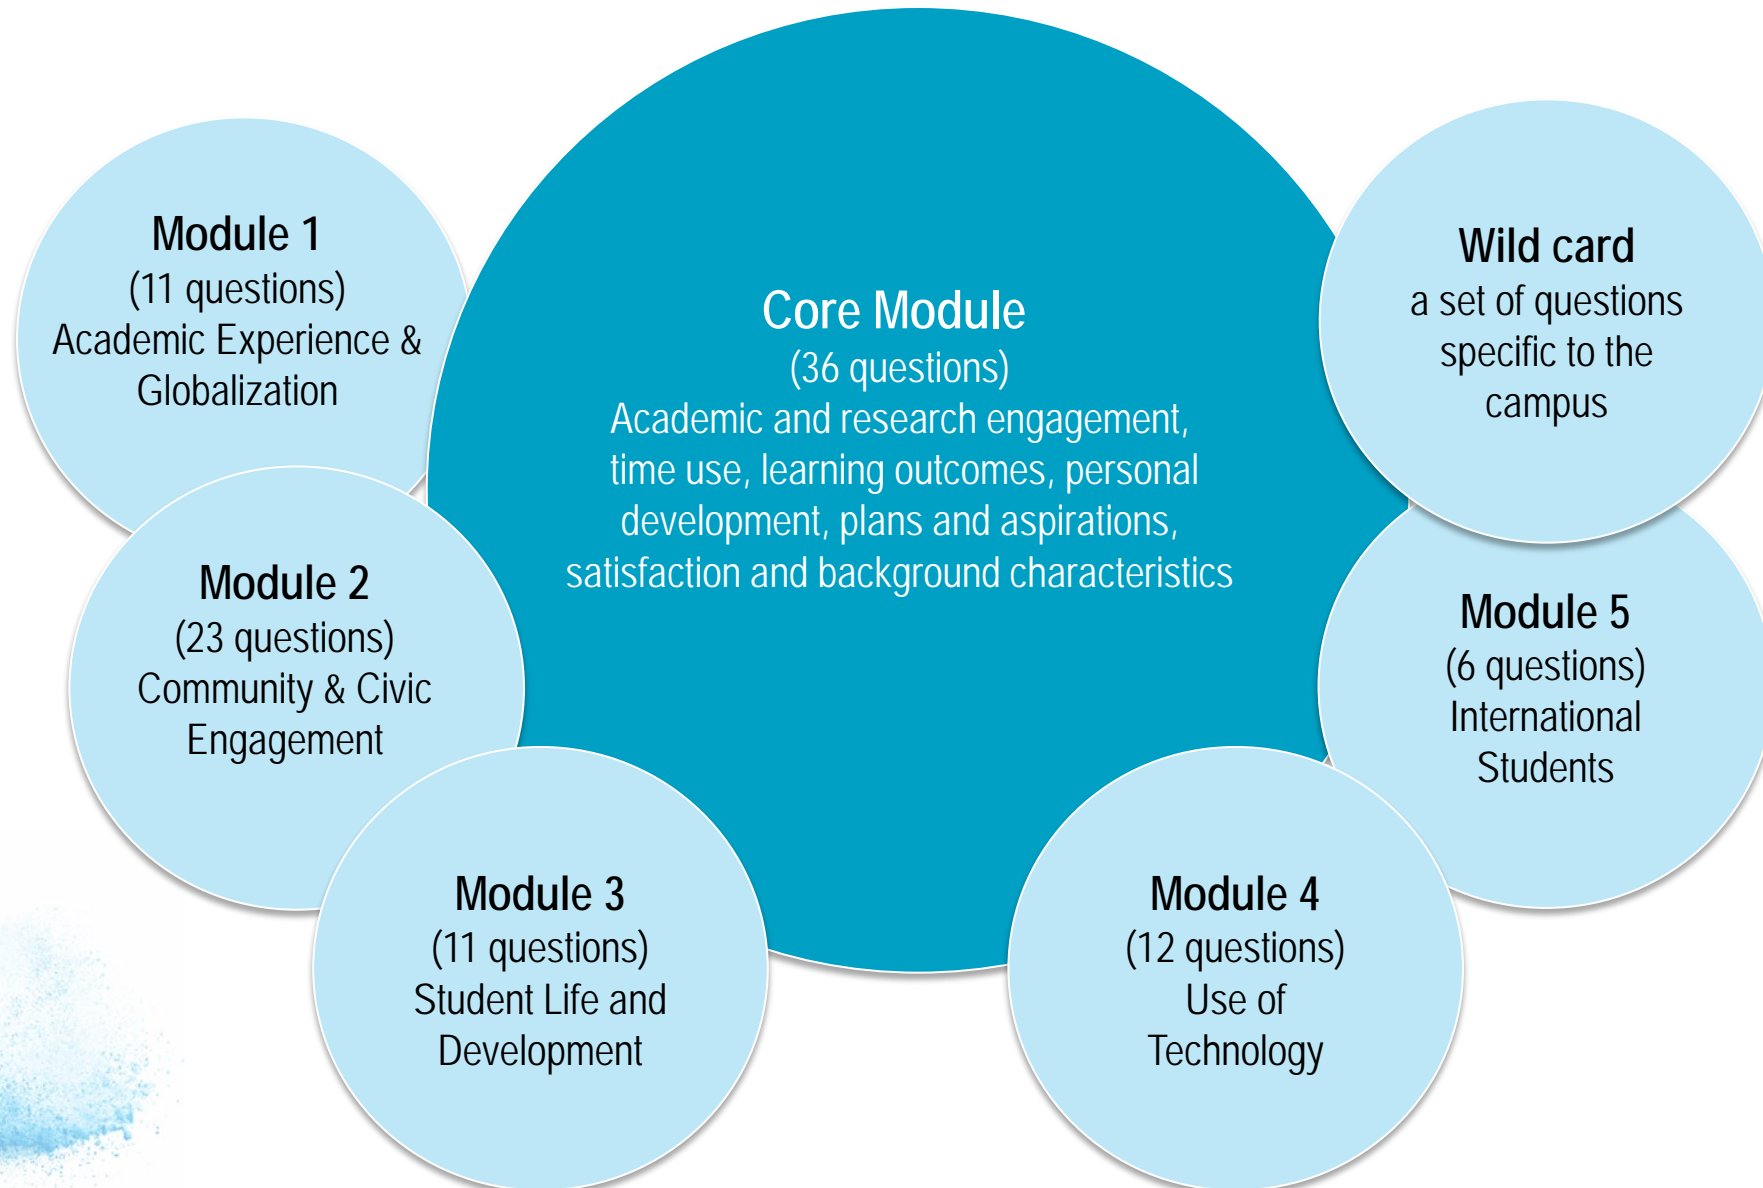 Module 1
(11 questions)
Academic Experience &
Globalization
Module 2
(23 questions)
Community & Civic
Engagement
Module 3
(11 questions)
Student Life and
Development
Core Module
(36 questions)
Academic and research engagement,
time use, learning outcomes, personal
development, plans and aspirations,
satisfaction and background characteristics
Module 4
(12 questions)
Use of
Technology
Module 5
(6 questions)
International
Students
Wild card
a set of questions
specific to the
campus